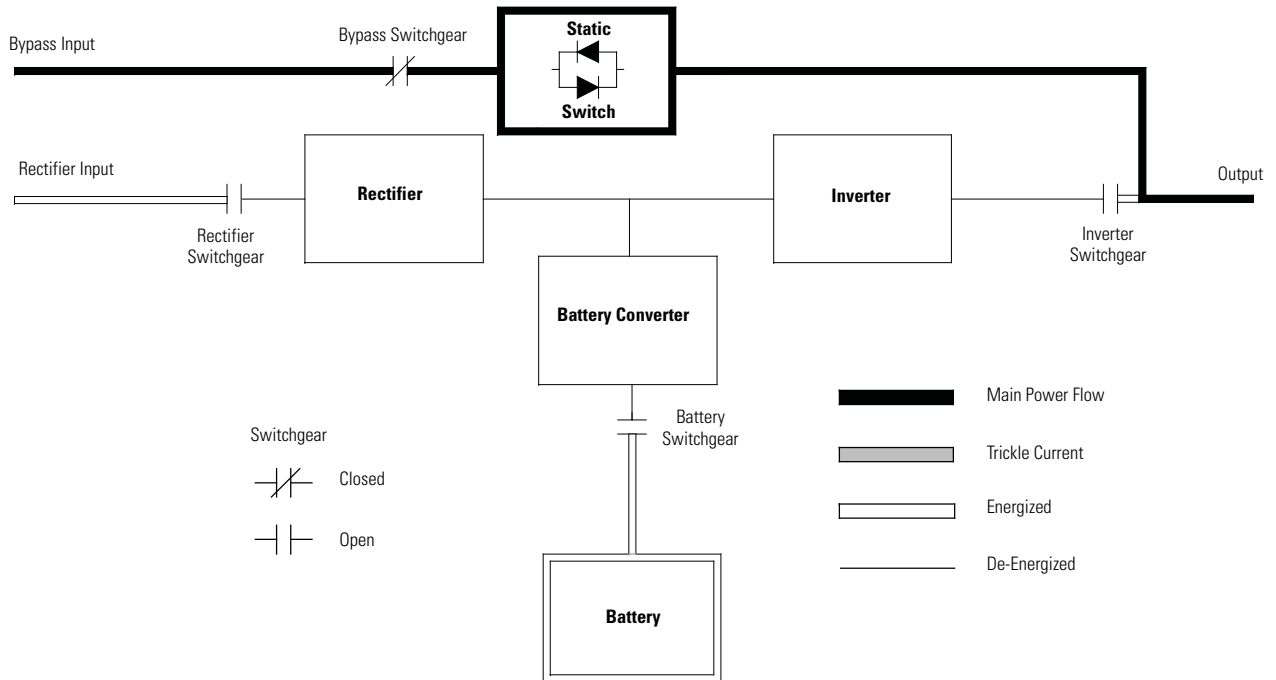 Bypass Input
Bypass Switchgear
Static
Switch
Rectifier Input
Rectifier
Switchgear
Rectifier
Inverter
Inverter
Switchgear
Output
Battery Converter
Battery
Switchgear
Battery
Switchgear
Closed
Open
Main Power Flow
Trickle Current
Energized
De-Energized